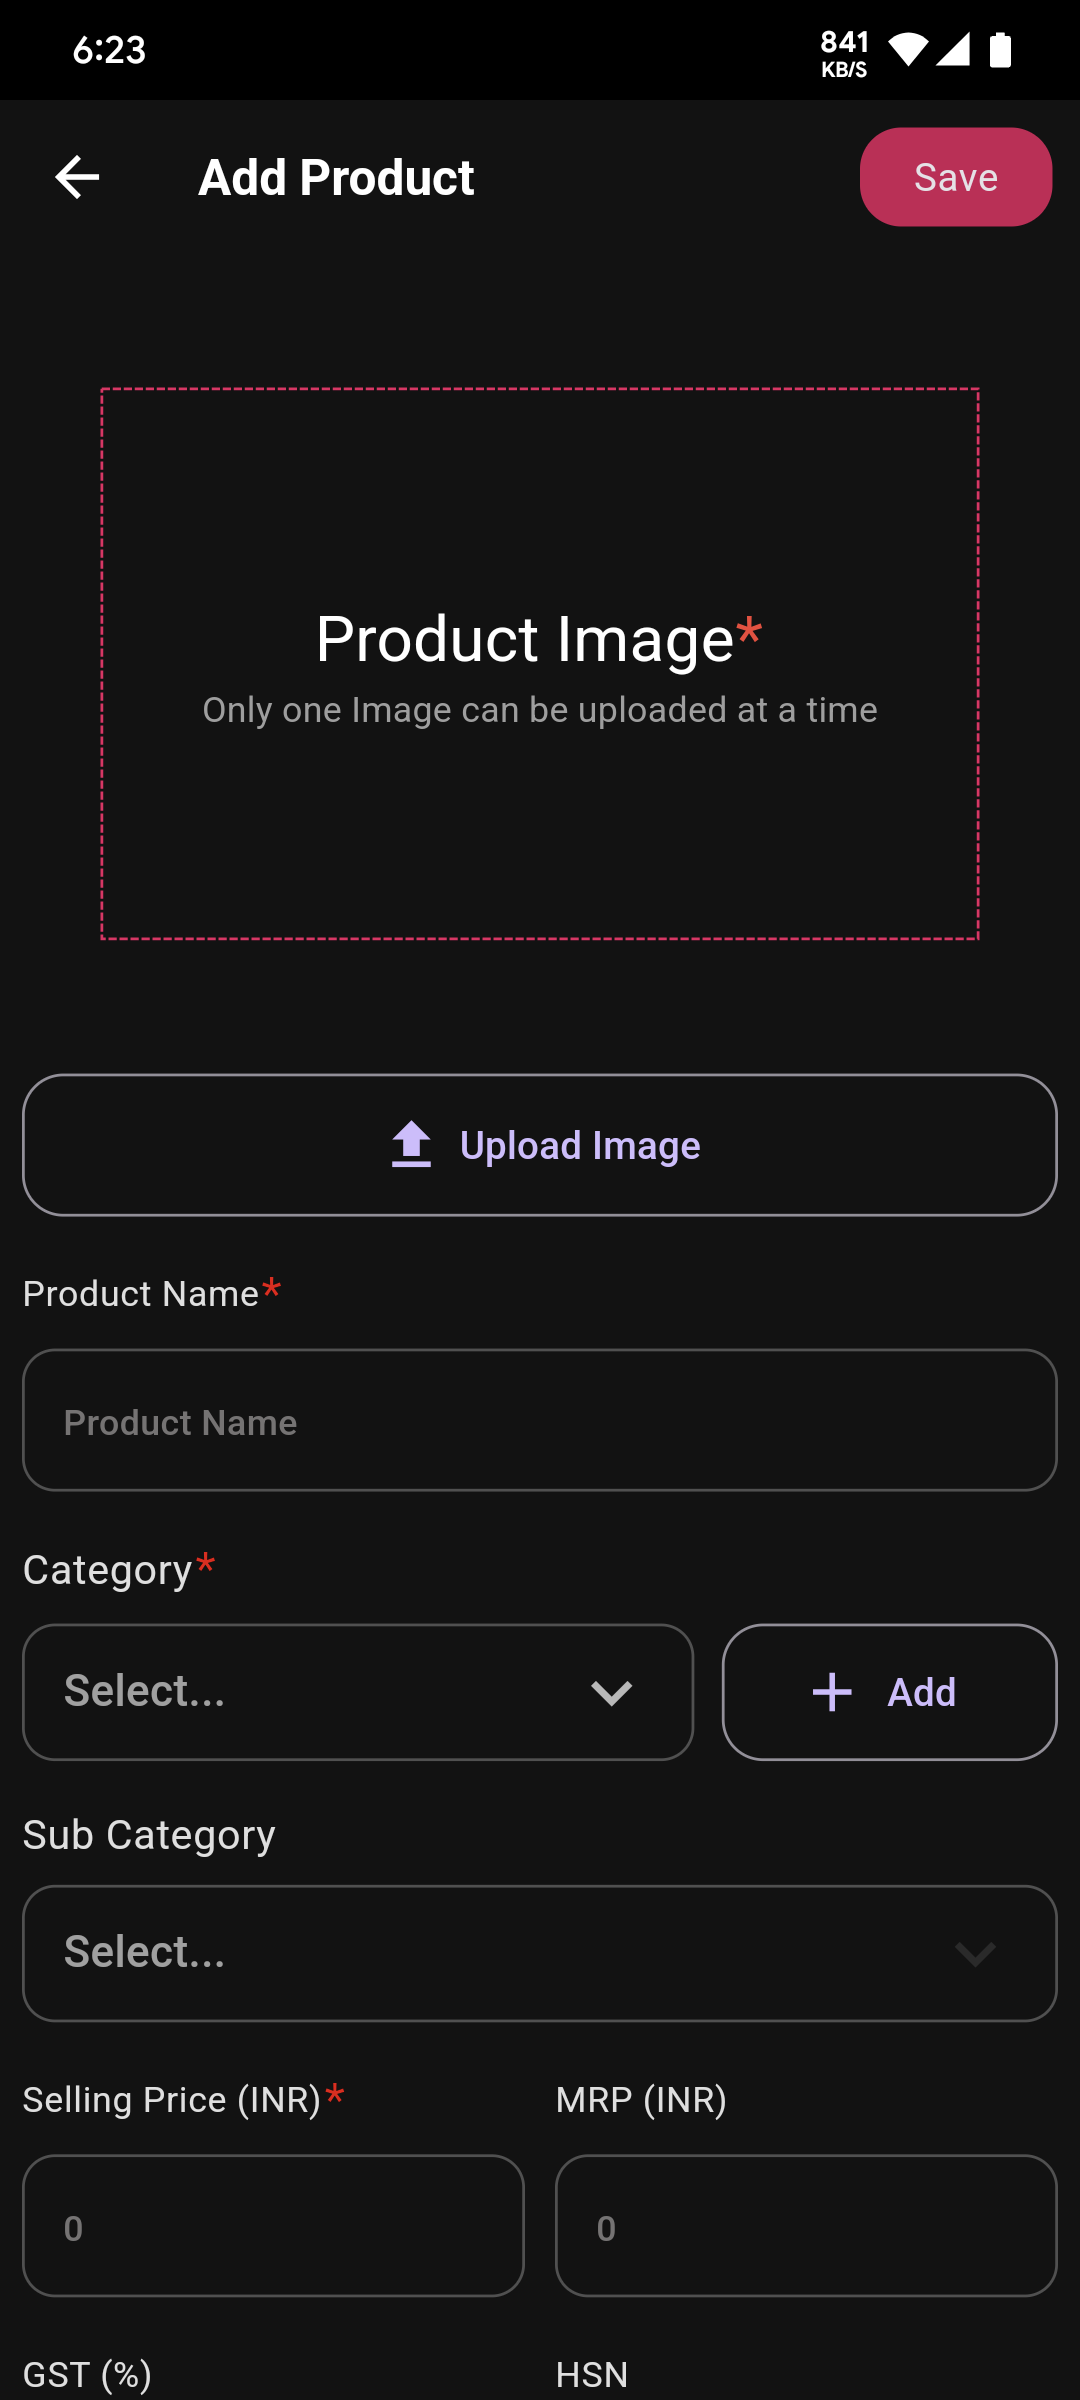 6:23
841
KB/S
Add Product
Save
Product Image*
Only one Image can be uploaded at a time
Upload Image
Product Name*
Product Name
Category*
Select...
Add
Sub Category
Select...
Selling Price (INR)*
MRP (INR)
0
0
GST (%)
HSN